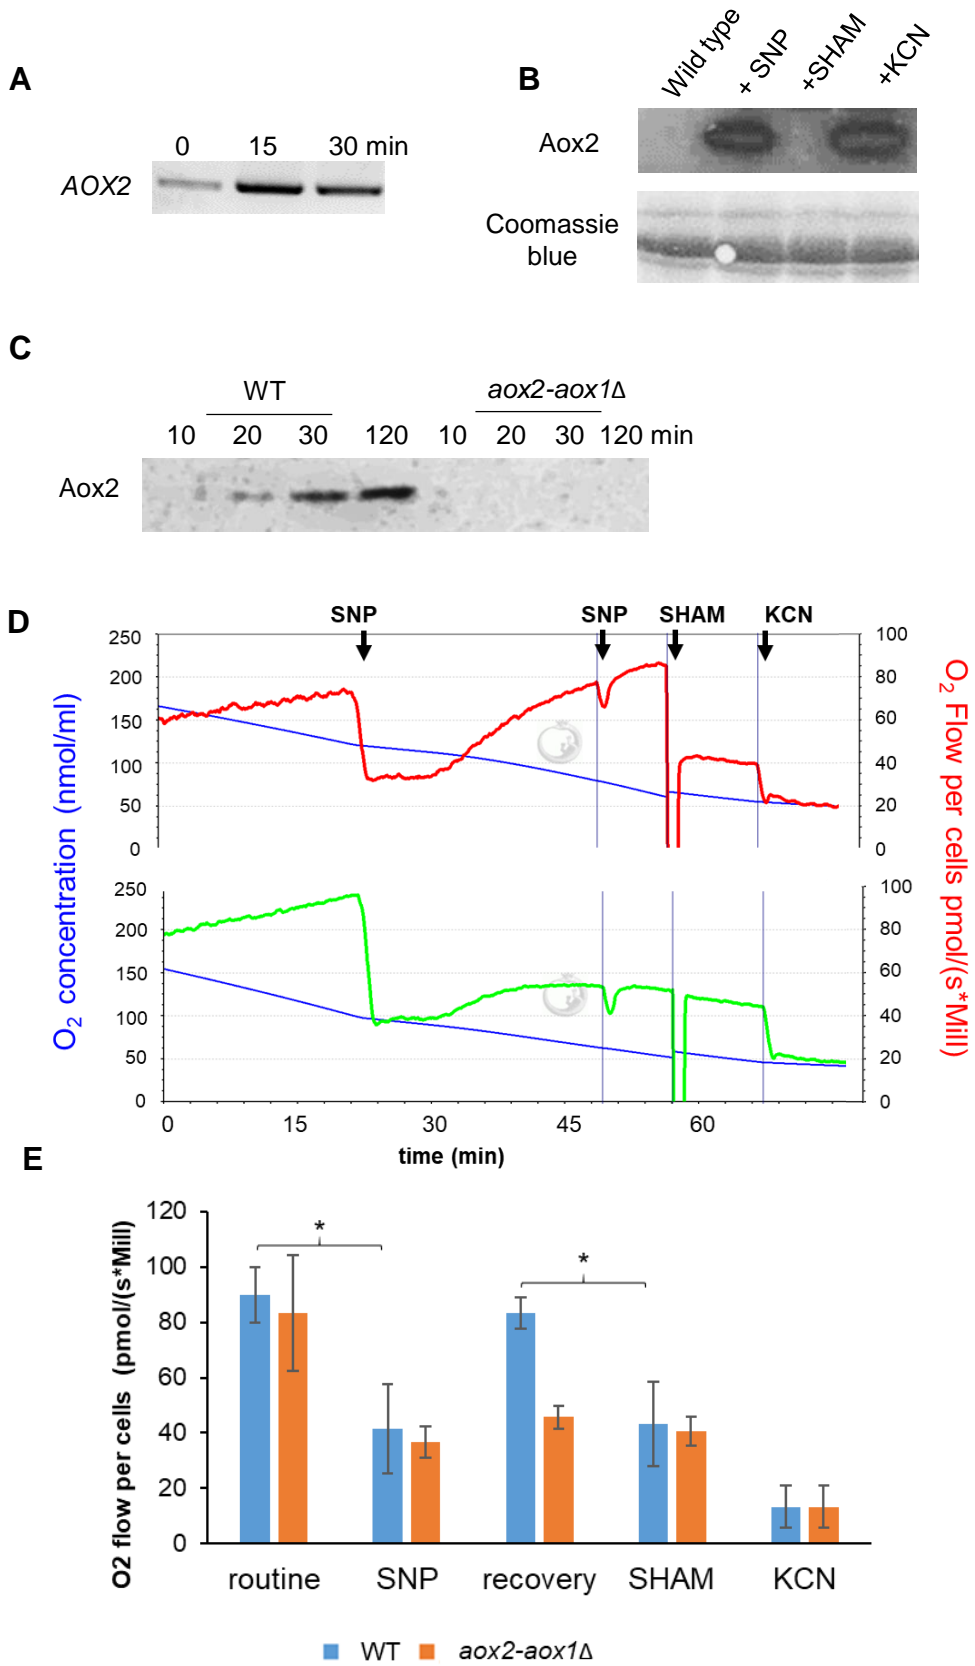 A
0 15 30 min
AOX2
B
Wild type
+ SNP
+SHAM
+KCN
Aox2
Coomassie
blue
C
WT
aox2-aox1Δ
10 20 30 120 10 20 30 120 min
Aox2
D
SNP SNP SHAM KCN
O2 concentration (nmol/ml)
250
200
150
100
50
0
100
80
60
40
20
0
250
200
150
100
50
0
100
80
60
40
20
0
O2 Flow per cells pmol/(s*Mill)
0 15 30 45 60
time (min)
E
O2 flow per cells (pmol/(s*Mill)
120
100
80
60
40
20
0
*
*
routine SNP recovery SHAM KCN
WT aox2-aox1Δ